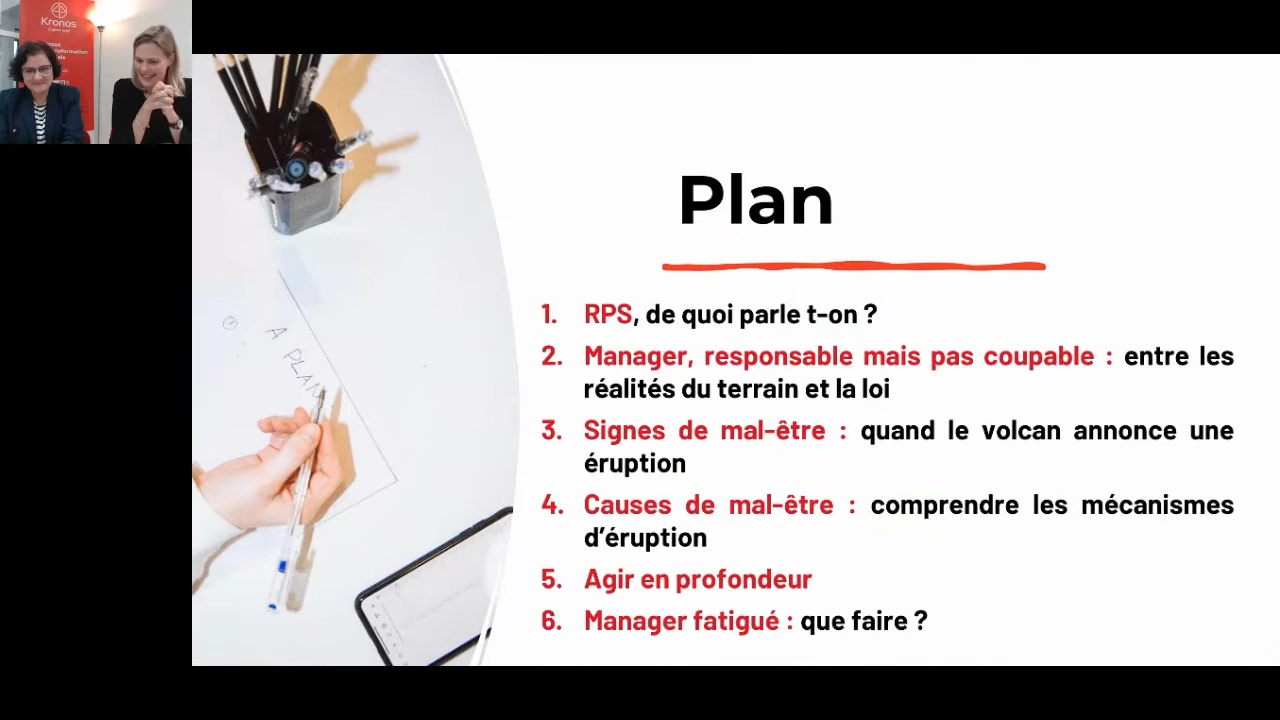 Kronos
Plan
1. RPS, de quoi parle t-on ?
2. Manager, responsable mais pas coupable : entre les
réalités du terrain et la loi
3. Signes de mal-être : quand le volcan annonce une
éruption
4. Causes de mal-être : comprendre les mécanismes
d’éruption
5. Agir en profondeur
6. Manager fatigué : que faire ?
A PLAN